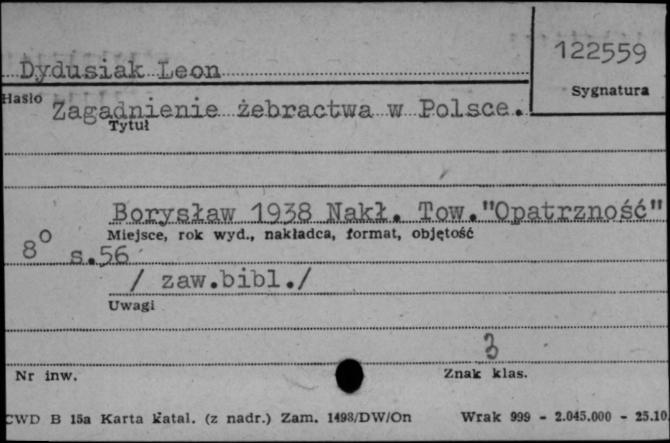 122559
Dydusiak Leon
Sygnatura
Hasło
Zagadnienie żebractwa w Polsce.
Tytuł
Borysław 1938 Nakł. Tow."Opatrzność"
Miejsce, rok wyd., nakładca, format, objętość
8° s.56
/ zaw.bibl./
Uwagi
3
Nr inw.
Znak klas.
CWD B 15a Karta katal. (z nadr.) Zam. 1498/DW/On Wrak 999 - 2.045.000 - 25.10.